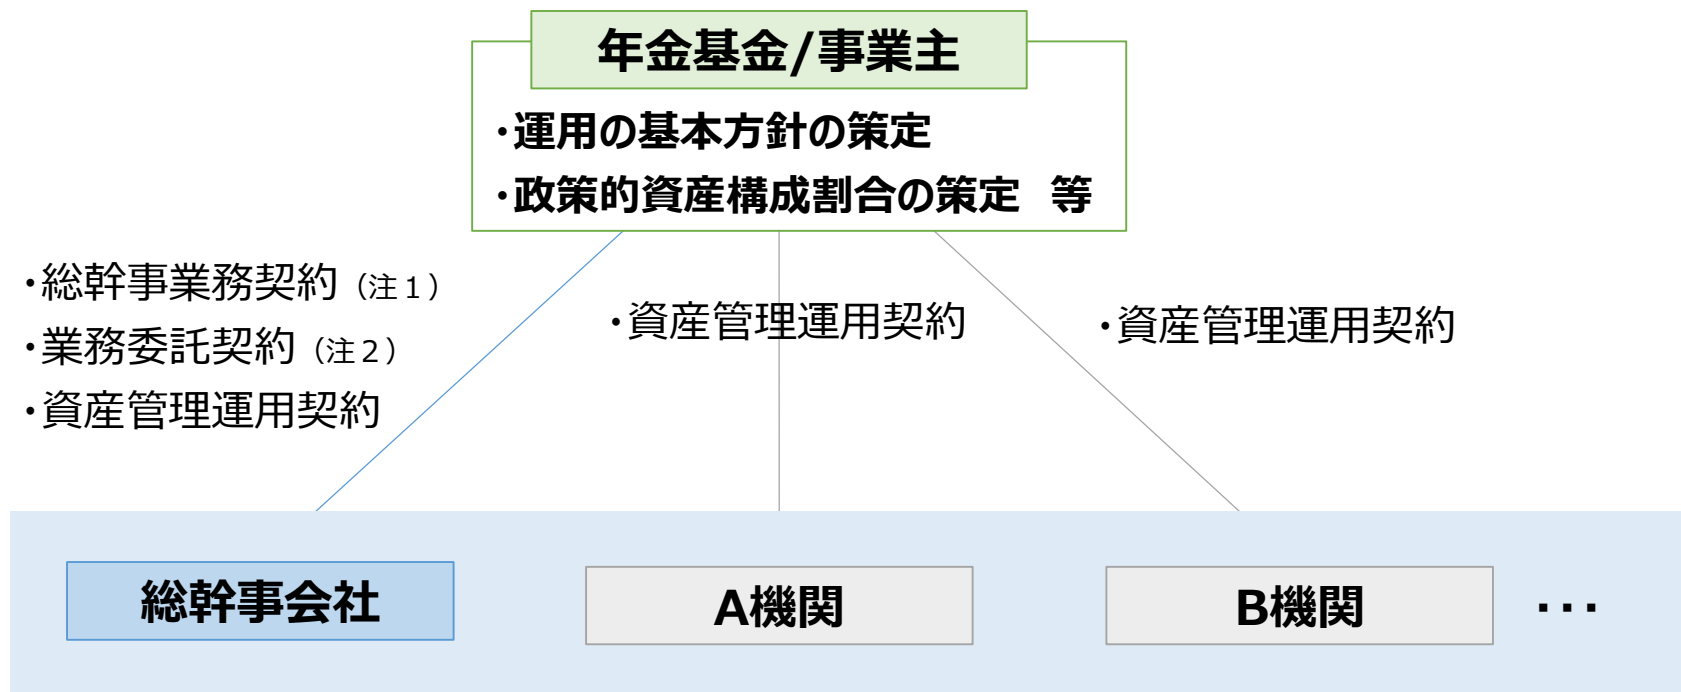 年金基金/事業主
・運用の基本方針の策定
・政策的資産構成割合の策定　等
・総幹事業務契約（注１）
・業務委託契約（注２）
・資産管理運用契約
・資産管理運用契約
・資産管理運用契約
総幹事会社
A機関
B機関
・・・